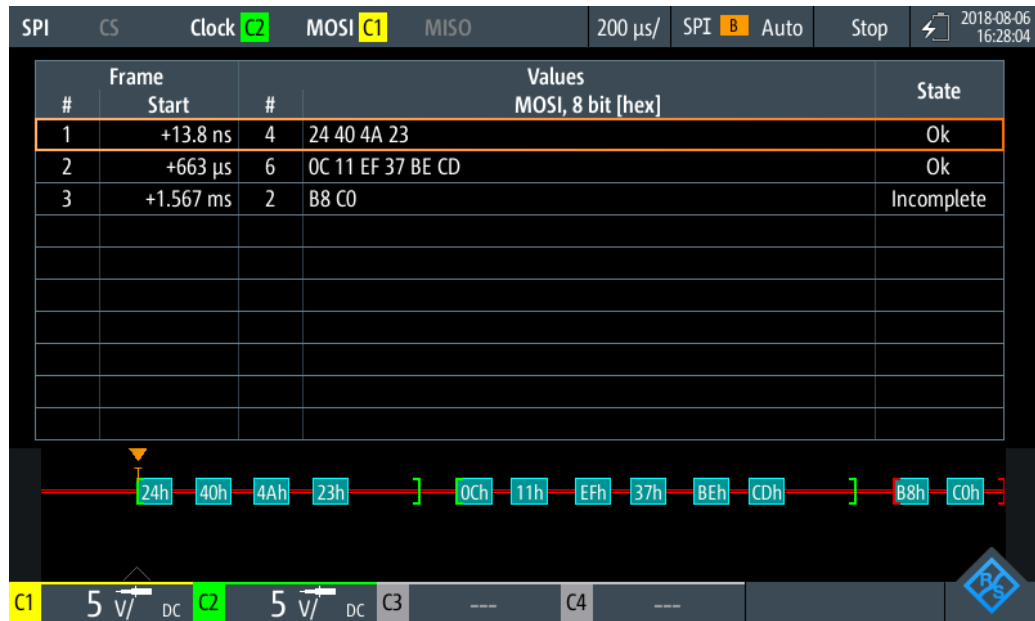 SPI CS Clock C2 MOSI C1 MISO 200 µs/ SPI B Auto Stop 2018-08-06
16:28:04
Frame Values State
# Start # MOSI, 8 bit [hex]
1 +13.8 ns 4 24 40 4A 23 Ok
2 +663 µs 6 0C 11 EF 37 BE CD Ok
3 +1.567 ms 2 B8 C0 Incomplete
T
24h 40h 4Ah 23h 0Ch 11h EFh 37h BEh CDh B8h C0h
C1 5 V/ DC C2 5 V/ DC C3 --- C4 ---
R&S